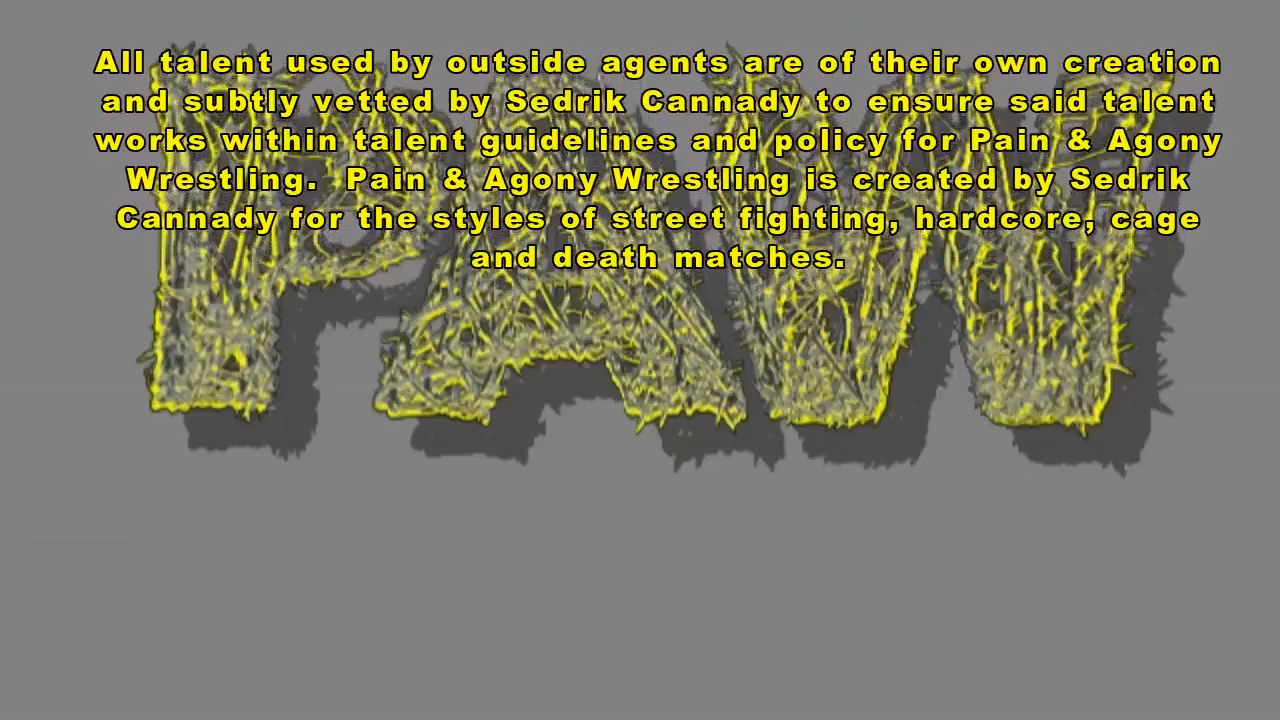 All talent used by outside agents are of their own creation
and subtly vetted by Sedrik Cannady to ensure said talent
works within talent guidelines and policy for Pain & Agony
Wrestling.  Pain & Agony Wrestling is created by Sedrik
Cannady for the styles of street fighting, hardcore, cage
and death matches.
PAW